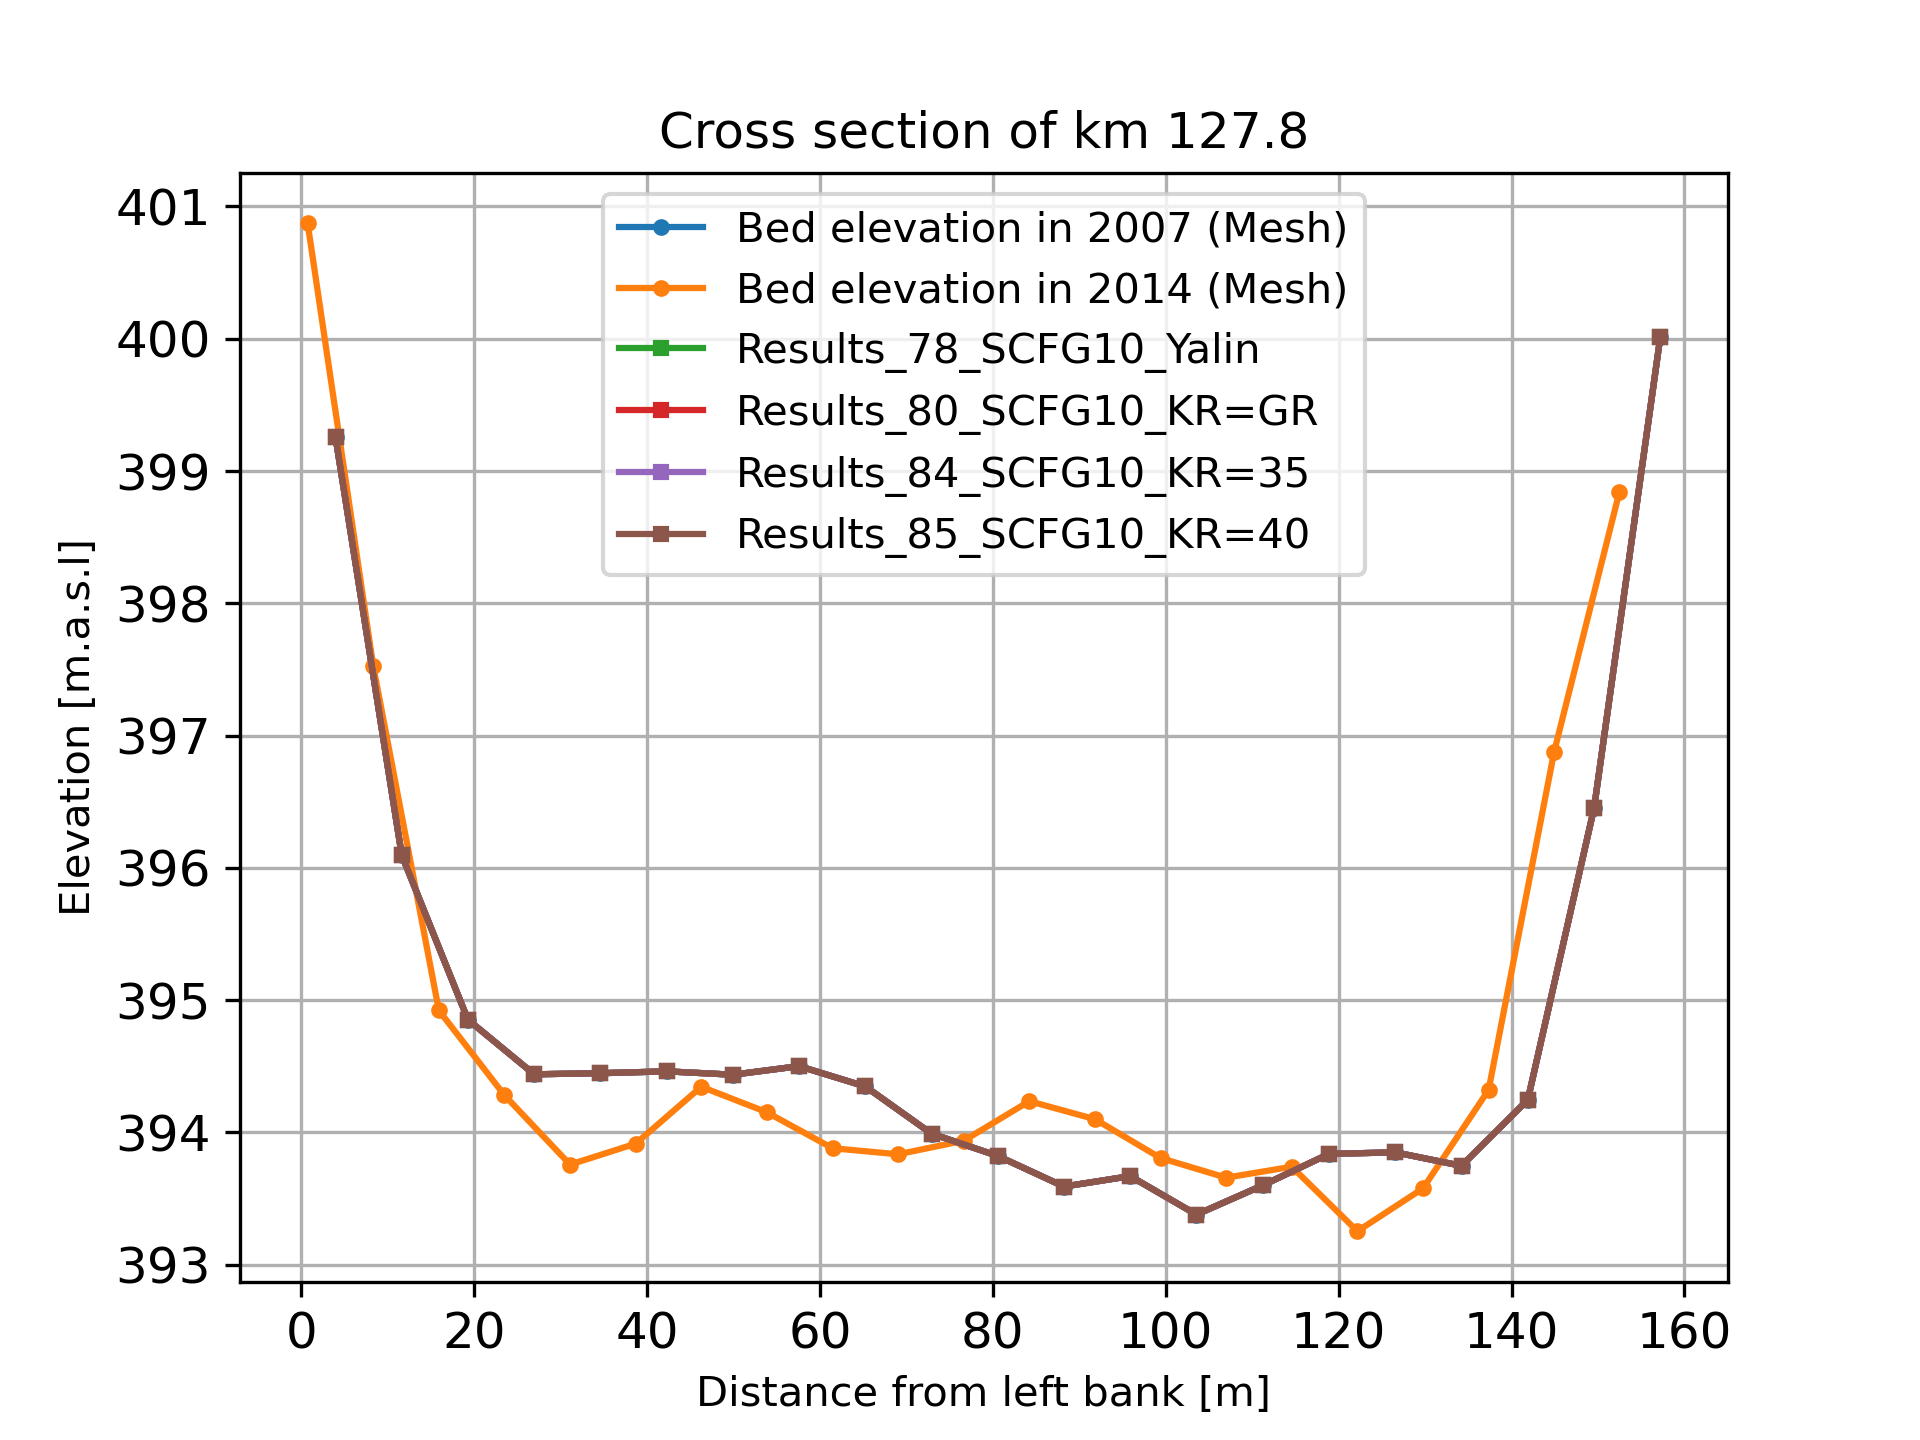 Cross section of km 127.8
401
400
399
398
397
396
395
394
393
Elevation [m.a.s.l]
Bed elevation in 2007 (Mesh)
Bed elevation in 2014 (Mesh)
Results_78_SCFG10_Yalin
Results_80_SCFG10_KR=GR
Results_84_SCFG10_KR=35
Results_85_SCFG10_KR=40
0 20 40 60 80 100 120 140 160
Distance from left bank [m]